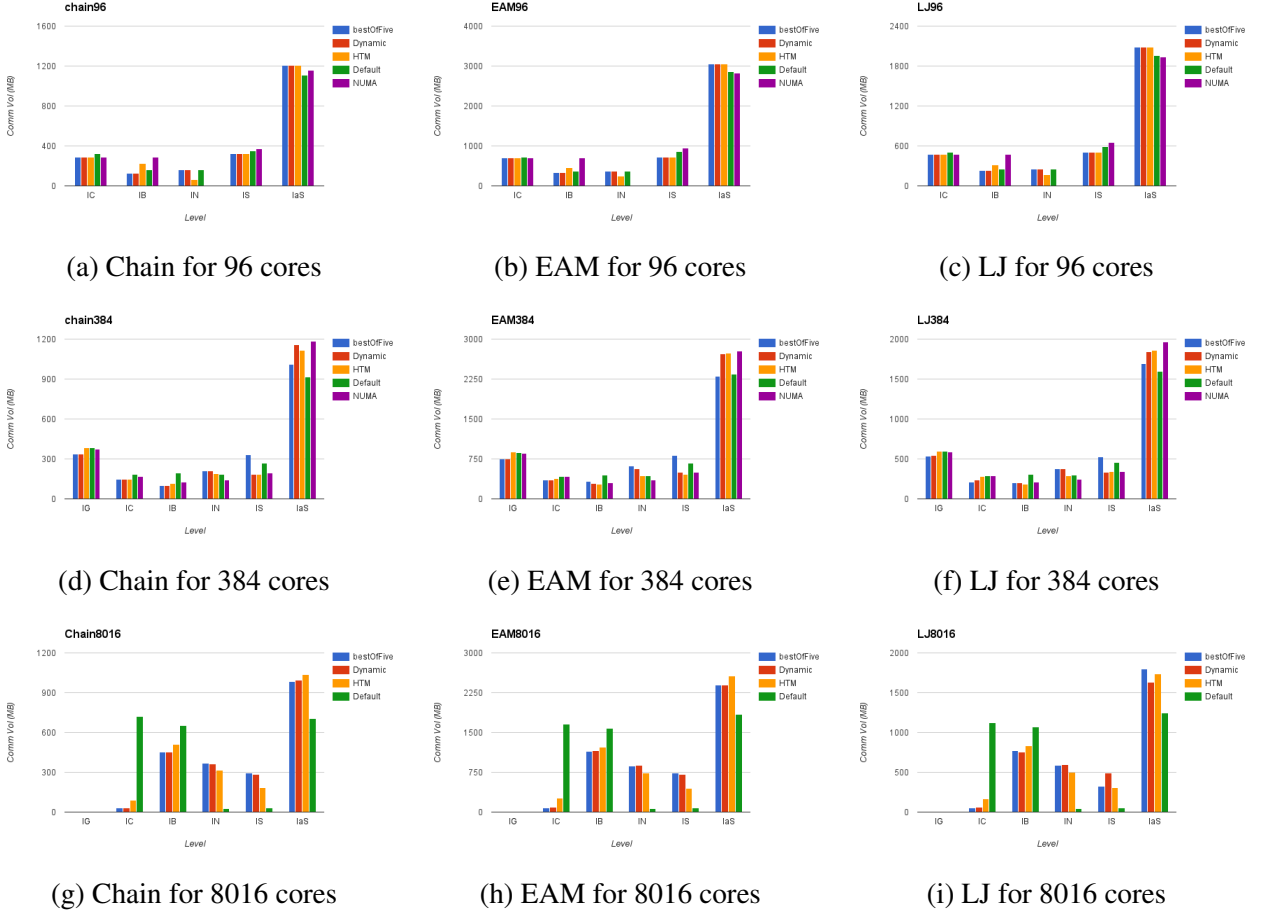 chain96
1600
1200
800
400
0
Comm Vol (MB)
IC IB IN IS IaS
Level
bestOfFive
Dynamic
HTM
Default
NUMA
(a) Chain for 96 cores
EAM96
4000
3000
2000
1000
0
Comm Vol (MB)
IC IB IN IS IaS
Level
bestOfFive
Dynamic
HTM
Default
NUMA
(b) EAM for 96 cores
LJ96
2400
1800
1200
600
0
Comm Vol (MB)
IC IB IN IS IaS
Level
bestOfFive
Dynamic
HTM
Default
NUMA
(c) LJ for 96 cores
chain384
1200
900
600
300
0
Comm Vol (MB)
IG IC IB IN IS IaS
Level
bestOfFive
Dynamic
HTM
Default
NUMA
(d) Chain for 384 cores
EAM384
3000
2250
1500
750
0
Comm Vol (MB)
IG IC IB IN IS IaS
Level
bestOfFive
Dynamic
HTM
Default
NUMA
(e) EAM for 384 cores
LJ384
2000
1500
1000
500
0
Comm Vol (MB)
IG IC IB IN IS IaS
Level
bestOfFive
Dynamic
HTM
Default
NUMA
(f) LJ for 384 cores
Chain8016
1200
900
600
300
0
Comm Vol (MB)
IG IC IB IN IS IaS
Level
bestOfFive
Dynamic
HTM
Default
(g) Chain for 8016 cores
EAM8016
3000
2250
1500
750
0
Comm Vol (MB)
IG IC IB IN IS IaS
Level
bestOfFive
Dynamic
HTM
Default
(h) EAM for 8016 cores
LJ8016
2000
1500
1000
500
0
Comm Vol (MB)
IG IC IB IN IS IaS
Level
bestOfFive
Dynamic
HTM
Default
(i) LJ for 8016 cores